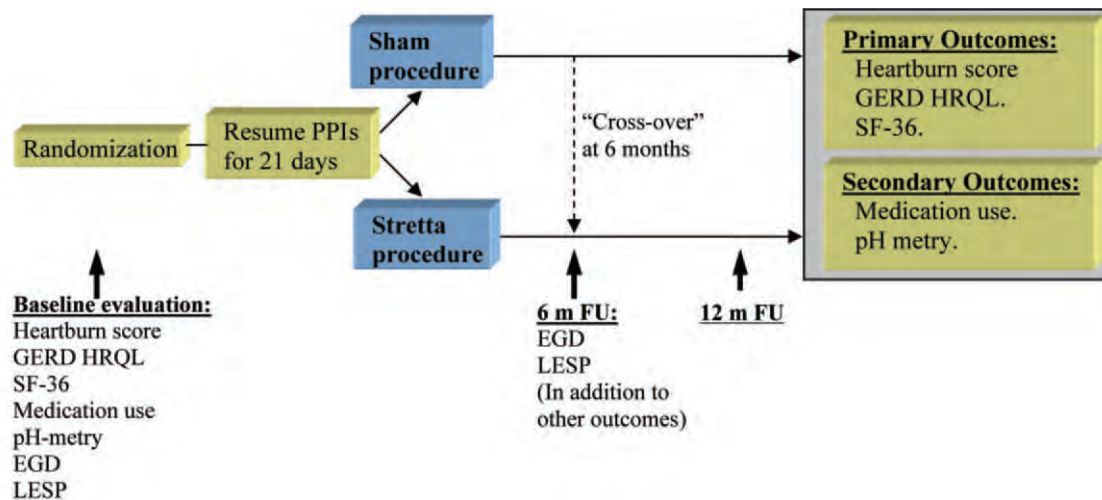 Randomization
Resume PPIs
for 21 days
Sham
procedure
Stretta
procedure
“Cross-over”
at 6 months
Primary Outcomes:
Heartburn score
GERD HRQL.
SF-36.
Secondary Outcomes:
Medication use.
pH metry.
Baseline evaluation:
Heartburn score
GERD HRQL
SF-36
Medication use
pH-metry
EGD
LESP
6 m FU:
EGD
LESP
(In addition to
other outcomes)
12 m FU